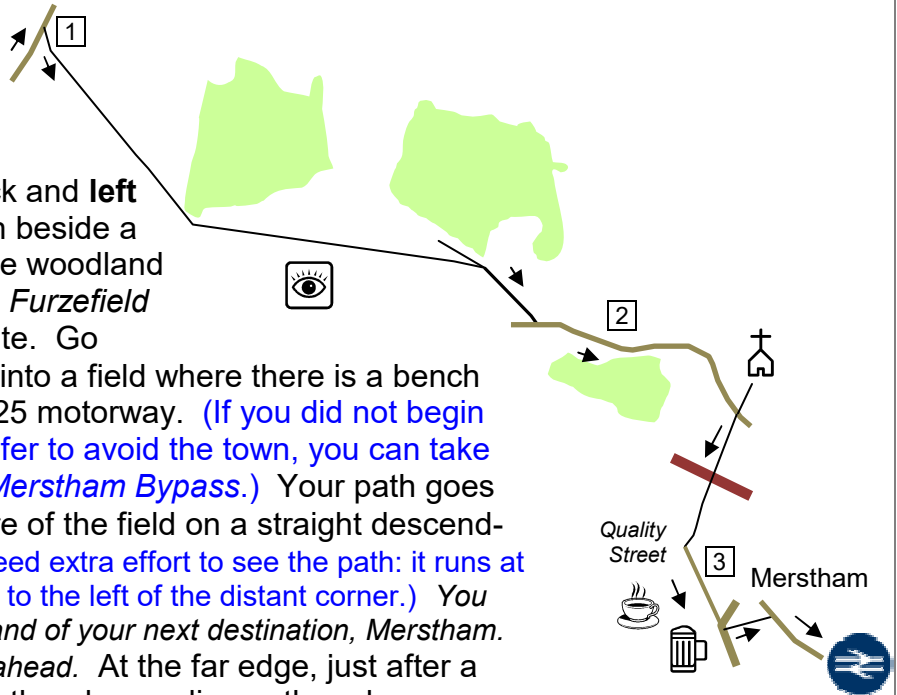 1
ck and left
n beside a
e woodland
Furzefield
te. Go
into a field where there is a bench
25 motorway. (If you did not begin
fer to avoid the town, you can take
Merstham Bypass.) Your path goes
e of the field on a straight descend-
eed extra effort to see the path: it runs at
to the left of the distant corner.) You
and of your next destination, Merstham.
ahead. At the far edge, just after a
2
Quality
Street
3
Merstham